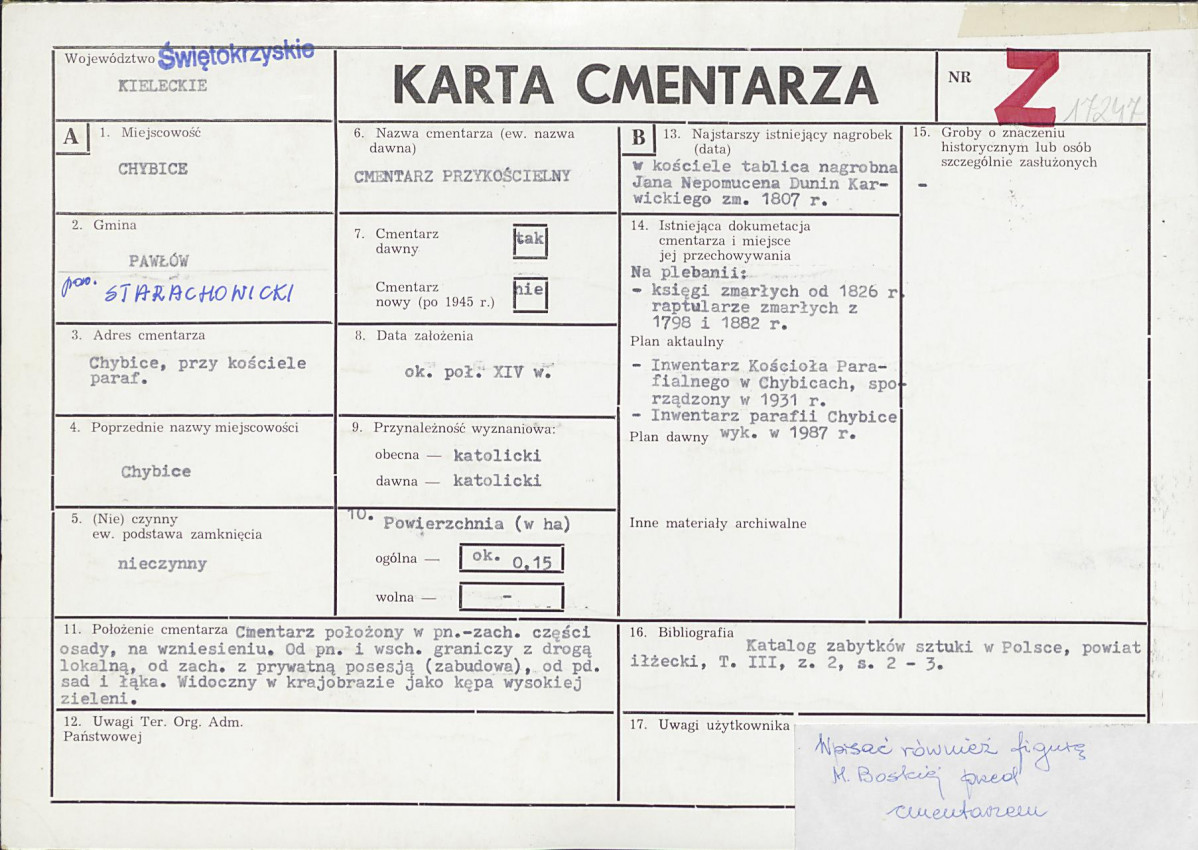 Województwo Świętokrzyskie
KIELECKIE
KARTA CMENTARZA
NR Z 17247
A
1. Miejscowość
CHYBICE
2. Gmina
PAWŁÓW
pow. STARACHOWICKI
3. Adres cmentarza
Chybice, przy kościele
paraf.
4. Poprzednie nazwy miejscowości
Chybice
5. (Nie) czynny
ew. podstawa zamknięcia
nieczynny
6. Nazwa cmentarza (ew. nazwa
dawna)
CMENTARZ PRZYKOŚCIELNY
7. Cmentarz
dawny tak
Cmentarz
nowy (po 1945 r.) nie
8. Data założenia
ok. poł. XIV w.
9. Przynależność wyznaniowa:
obecna — katolicki
dawna — katolicki
10. Powierzchnia (w ha)
ogólna — ok. 0,15
wolna — -
B
13. Najstarszy istniejący nagrobek
(data)
w kościele tablica nagrobna
Jana Nepomucena Dunin Kar-
wickiego zm. 1807 r.
14. Istniejąca dokumetacja
cmentarza i miejsce
jej przechowywania
Na plebanii:
- księgi zmarłych od 1826 r.
raptularze zmarłych z
1798 i 1882 r.
Plan aktaulny
- Inwentarz Kościoła Para-
fialnego w Chybicach, spo-
rządzony w 1931 r.
- Inwentarz parafii Chybice
Plan dawny wyk. w 1987 r.
Inne materiały archiwalne
15. Groby o znaczeniu
historycznym lub osób
szczególnie zasłużonych
-
11. Położenie cmentarza Cmentarz położony w pn.-zach. części
osady, na wzniesieniu. Od pn. i wsch. graniczy z drogą
lokalną, od zach. z prywatną posesją (zabudowa), od pd.
sad i łąka. Widoczny w krajobrazie jako kępa wysokiej
zieleni.
12. Uwagi Ter. Org. Adm.
Państwowej
16. Bibliografia
Katalog zabytków sztuki w Polsce, powiat
iłżecki, T. III, z. 2, s. 2 - 3.
17. Uwagi użytkownika
Wpisać również figurę
M. Boskiej przed
cmentarzem